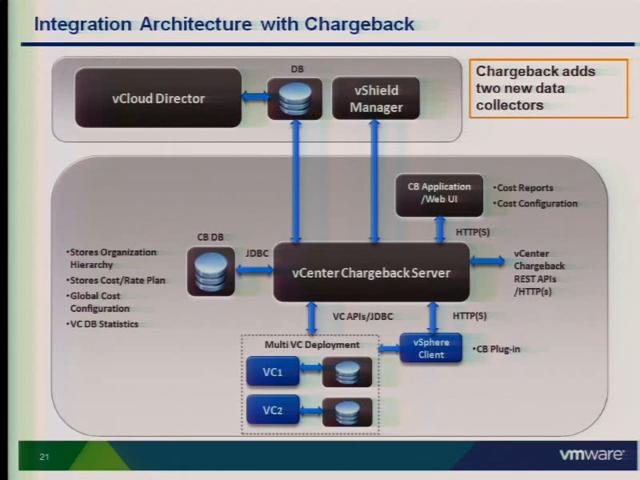 Integration Architecture with Chargeback
Chargeback adds
two new data
collectors
vCloud Director
DB
vShield
Manager
CB Application
/Web UI
•Cost Reports
•Cost Configuration
HTTP(S)
CB DB
JDBC
vCenter Chargeback Server
•Stores Organization
Hierarchy
•Stores Cost/Rate Plan
•Global Cost
Configuration
•VC DB Statistics
vCenter
Chargeback
REST APIs
/HTTP(s)
VC APIs/JDBC
HTTP(S)
Multi VC Deployment
vSphere
Client
•CB Plug-in
VC1
VC2
21
vmware